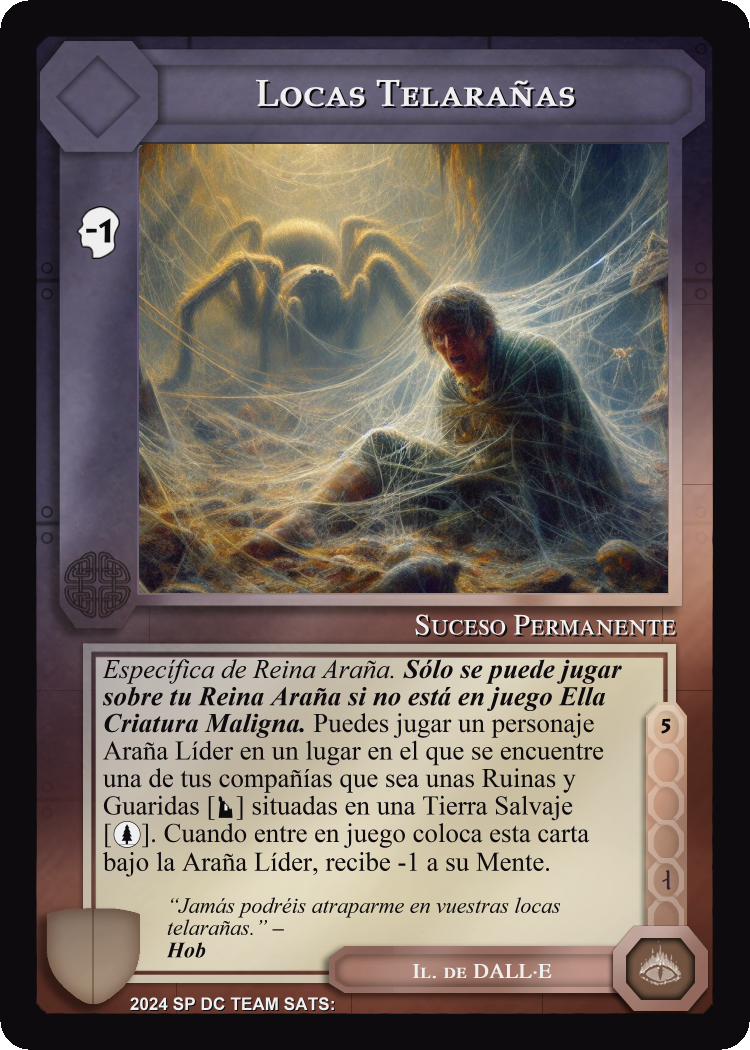 Locas Telarañas
-1
Suceso Permanente
Específica de Reina Araña. Sólo se puede jugar
sobre tu Reina Araña si no está en juego Ella
Criatura Maligna. Puedes jugar un personaje
Araña Líder en un lugar en el que se encuentre
una de tus compañías que sea unas Ruinas y
Guaridas [ ] situadas en una Tierra Salvaje
[ ]. Cuando entre en juego coloca esta carta
bajo la Araña Líder, recibe -1 a su Mente.
5
“Jamás podréis atraparme en vuestras locas
telarañas.” –
Hob
Il. de DALL·E
2024 SP DC TEAM SATS: